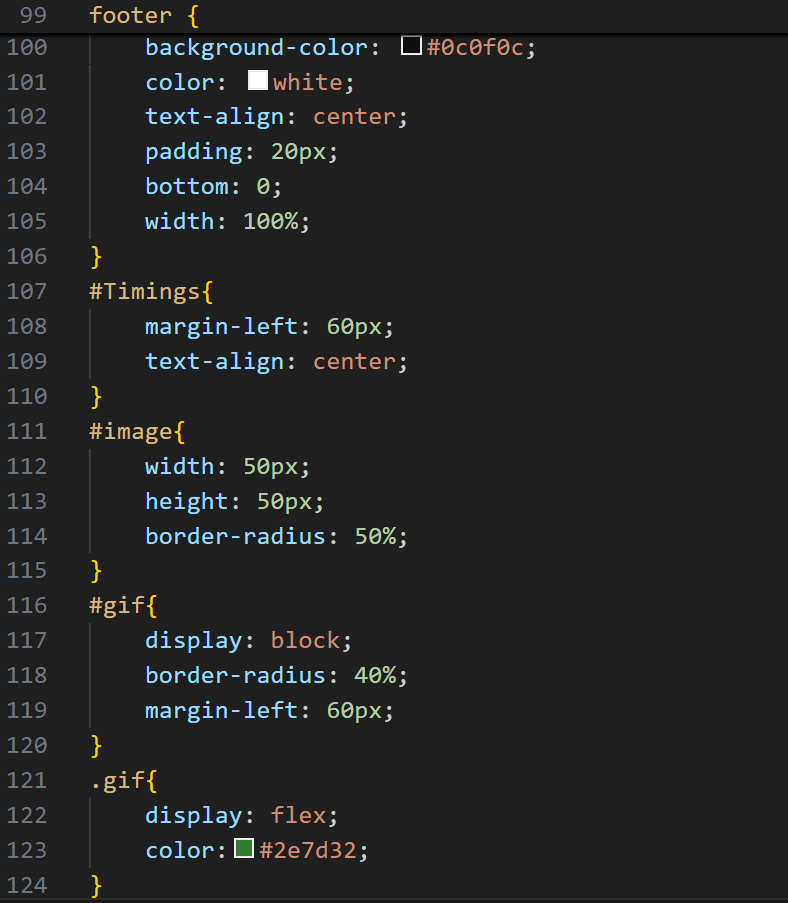 99 footer {
100 background-color: #0c0f0c;
101 color: white;
102 text-align: center;
103 padding: 20px;
104 bottom: 0;
105 width: 100%;
106 }
107 #Timings{
108 margin-left: 60px;
109 text-align: center;
110 }
111 #image{
112 width: 50px;
113 height: 50px;
114 border-radius: 50%;
115 }
116 #gif{
117 display: block;
118 border-radius: 40%;
119 margin-left: 60px;
120 }
121 .gif{
122 display: flex;
123 color: #2e7d32;
124 }